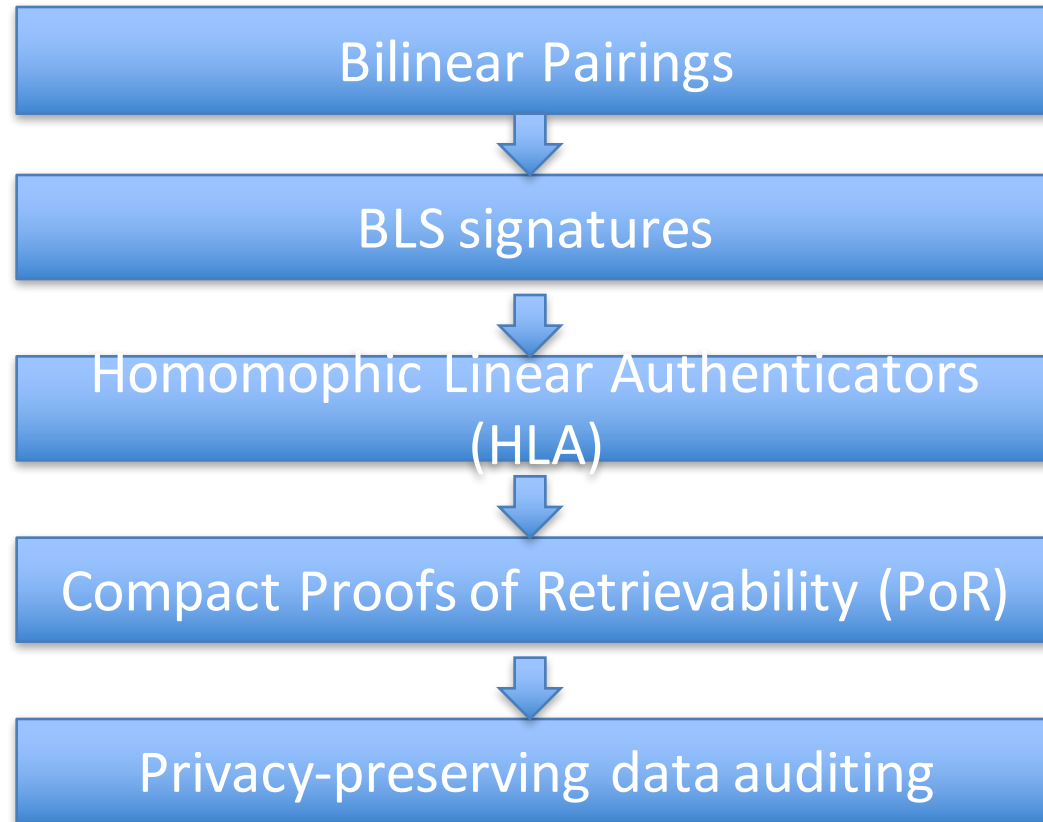 Bilinear Pairings
BLS signatures
Homomophic Linear Authenticators
(HLA)
Compact Proofs of Retrievability (PoR)
Privacy-preserving data auditing